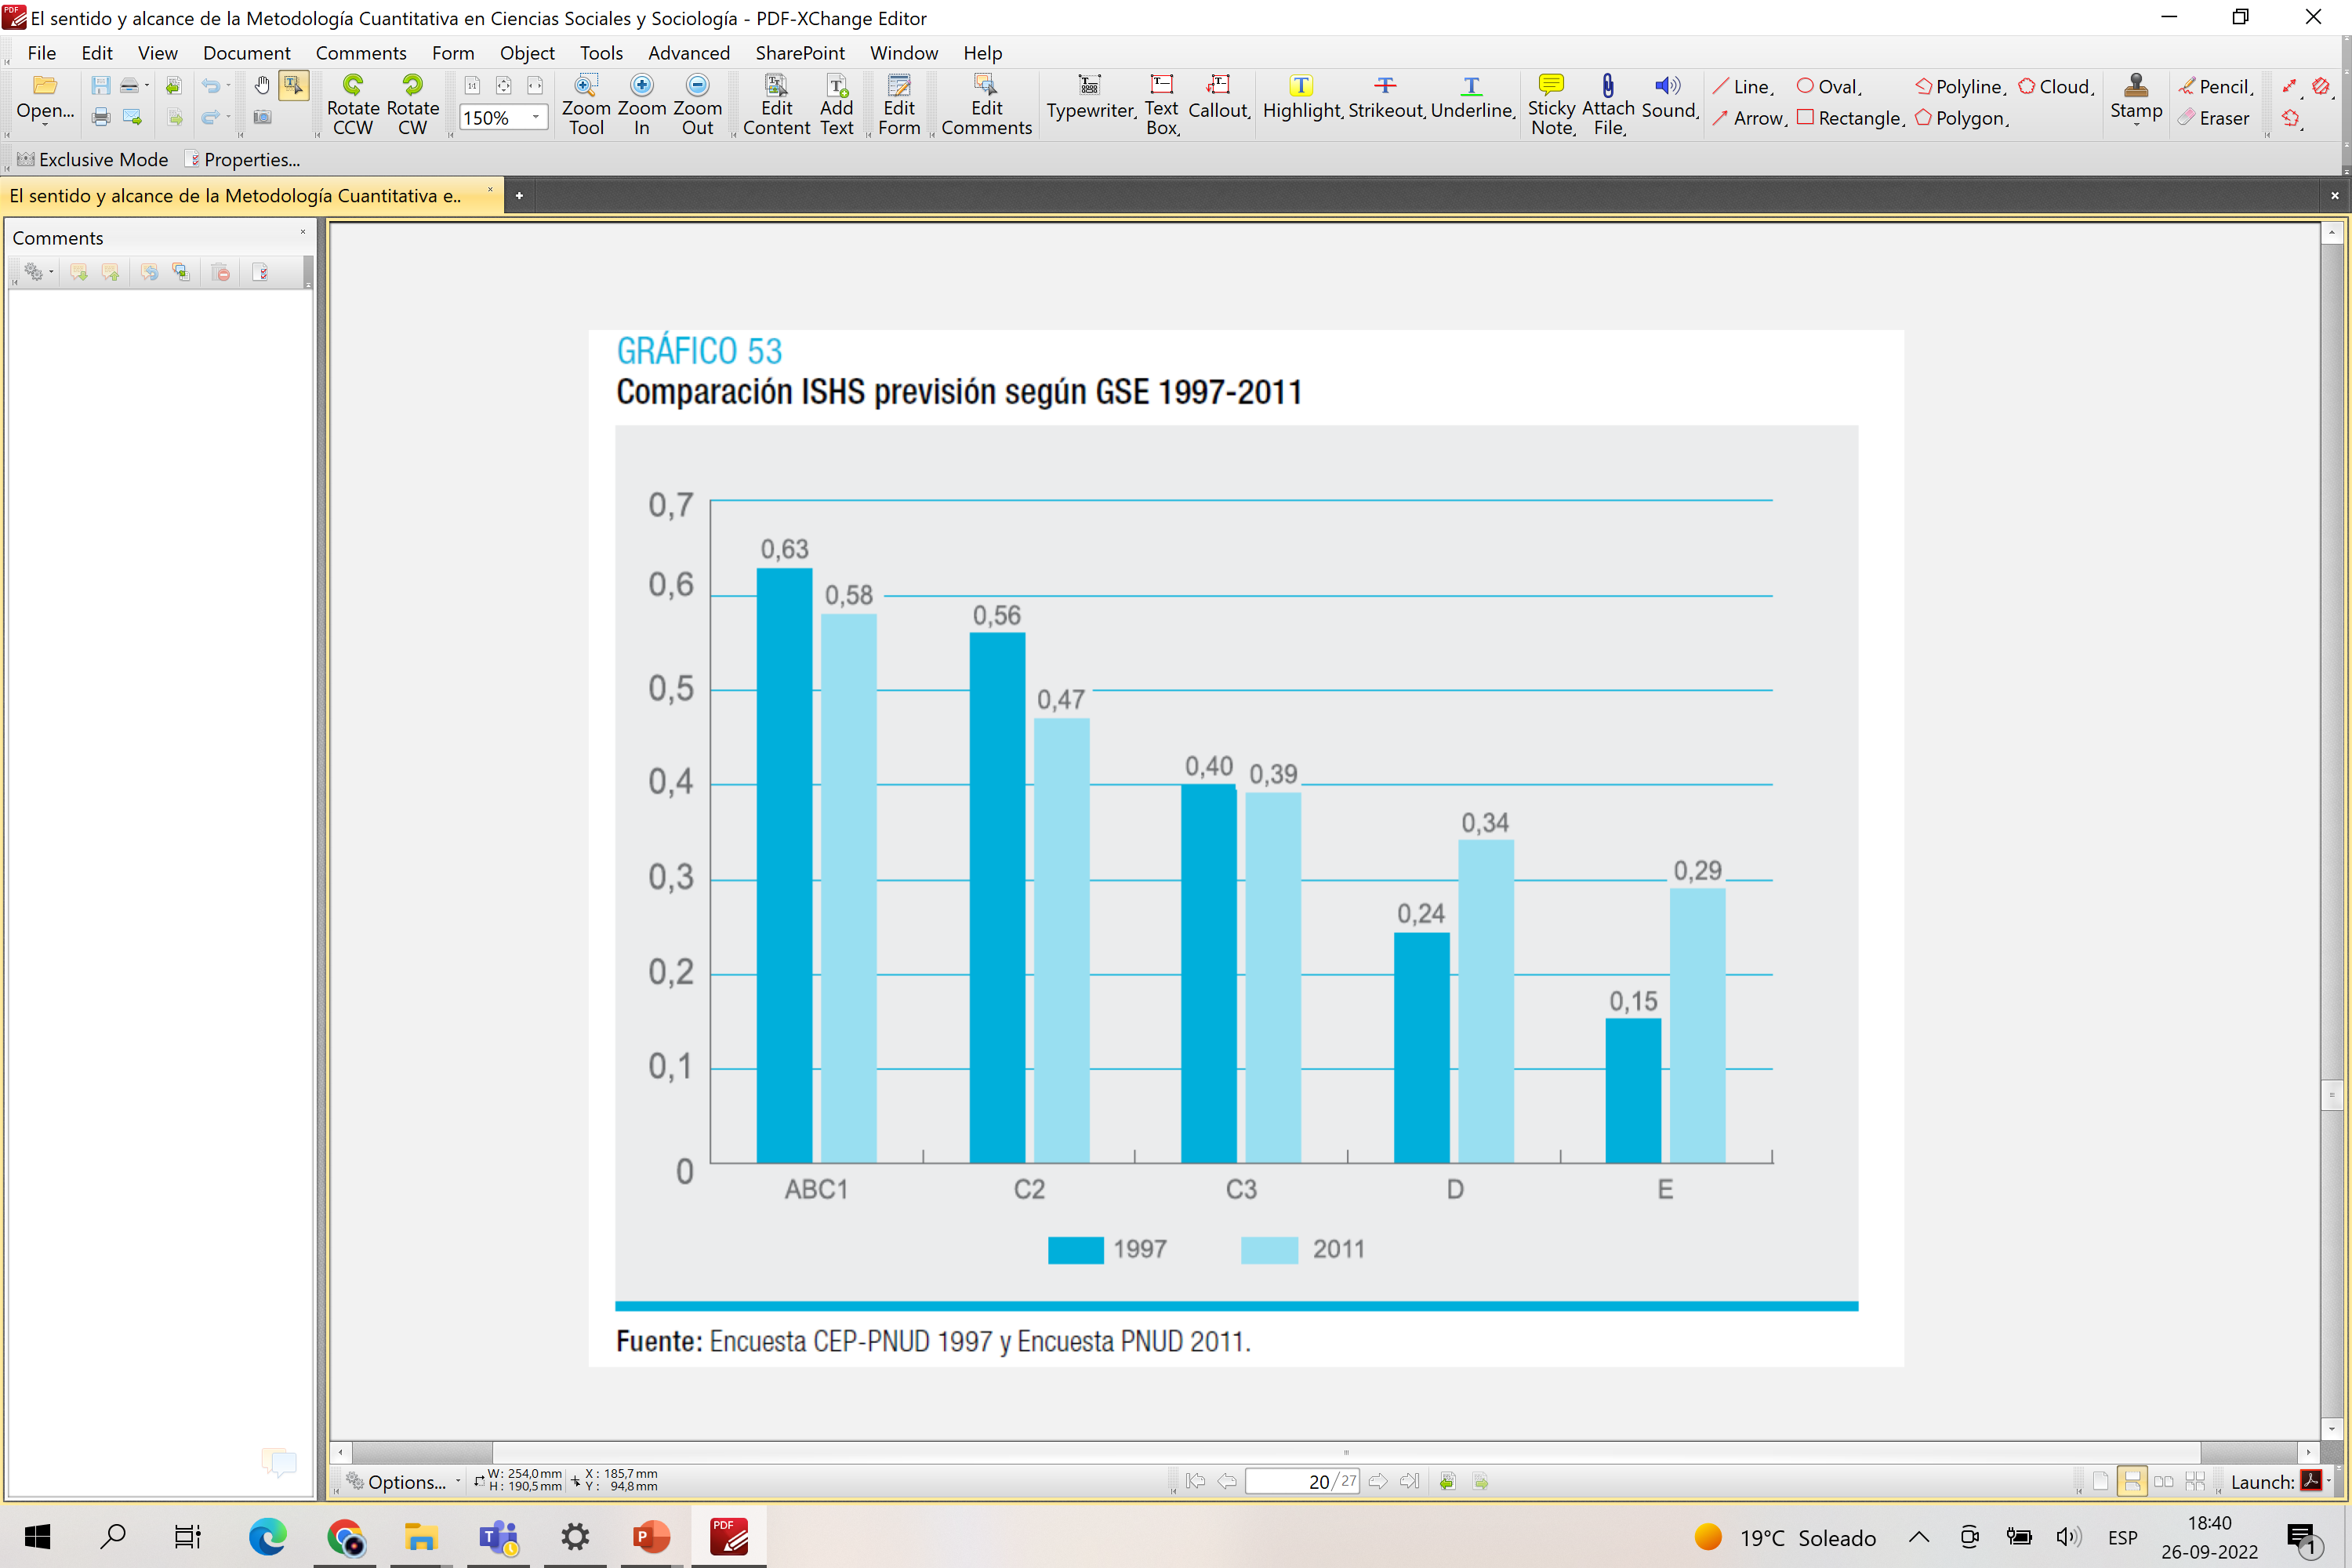 El sentido y alcance de la Metodología Cuantitativa en Ciencias Sociales y Sociología - PDF-XChange Editor
File Edit View Document Comments Form Object Tools Advanced SharePoint Window Help
Open...
150%
Rotate CCW
Rotate CW
Zoom Tool
Zoom In
Zoom Out
Edit Content
Add Text
Edit Form
Edit Comments
Typewriter
Text Box
Callout
Highlight
Strikeout
Underline
Sticky Note
Attach File
Sound
Line
Arrow
Oval
Rectangle
Polyline
Polygon
Cloud
Stamp
Pencil
Eraser
Exclusive Mode Properties...
El sentido y alcance de la Metodología Cuantitativa e..
Comments
GRÁFICO 53
Comparación ISHS previsión según GSE 1997-2011
0,7
0,6
0,5
0,4
0,3
0,2
0,1
0
0,63 0,58
0,56 0,47
0,40 0,39
0,24 0,34
0,15 0,29
ABC1 C2 C3 D E
1997 2011
Fuente: Encuesta CEP-PNUD 1997 y Encuesta PNUD 2011.
Options...
W: 254,0 mm
H: 190,5 mm
X: 185,7 mm
Y: 94,8 mm
20 / 27
Launch:
19°C Soleado
ESP
18:40
26-09-2022
1